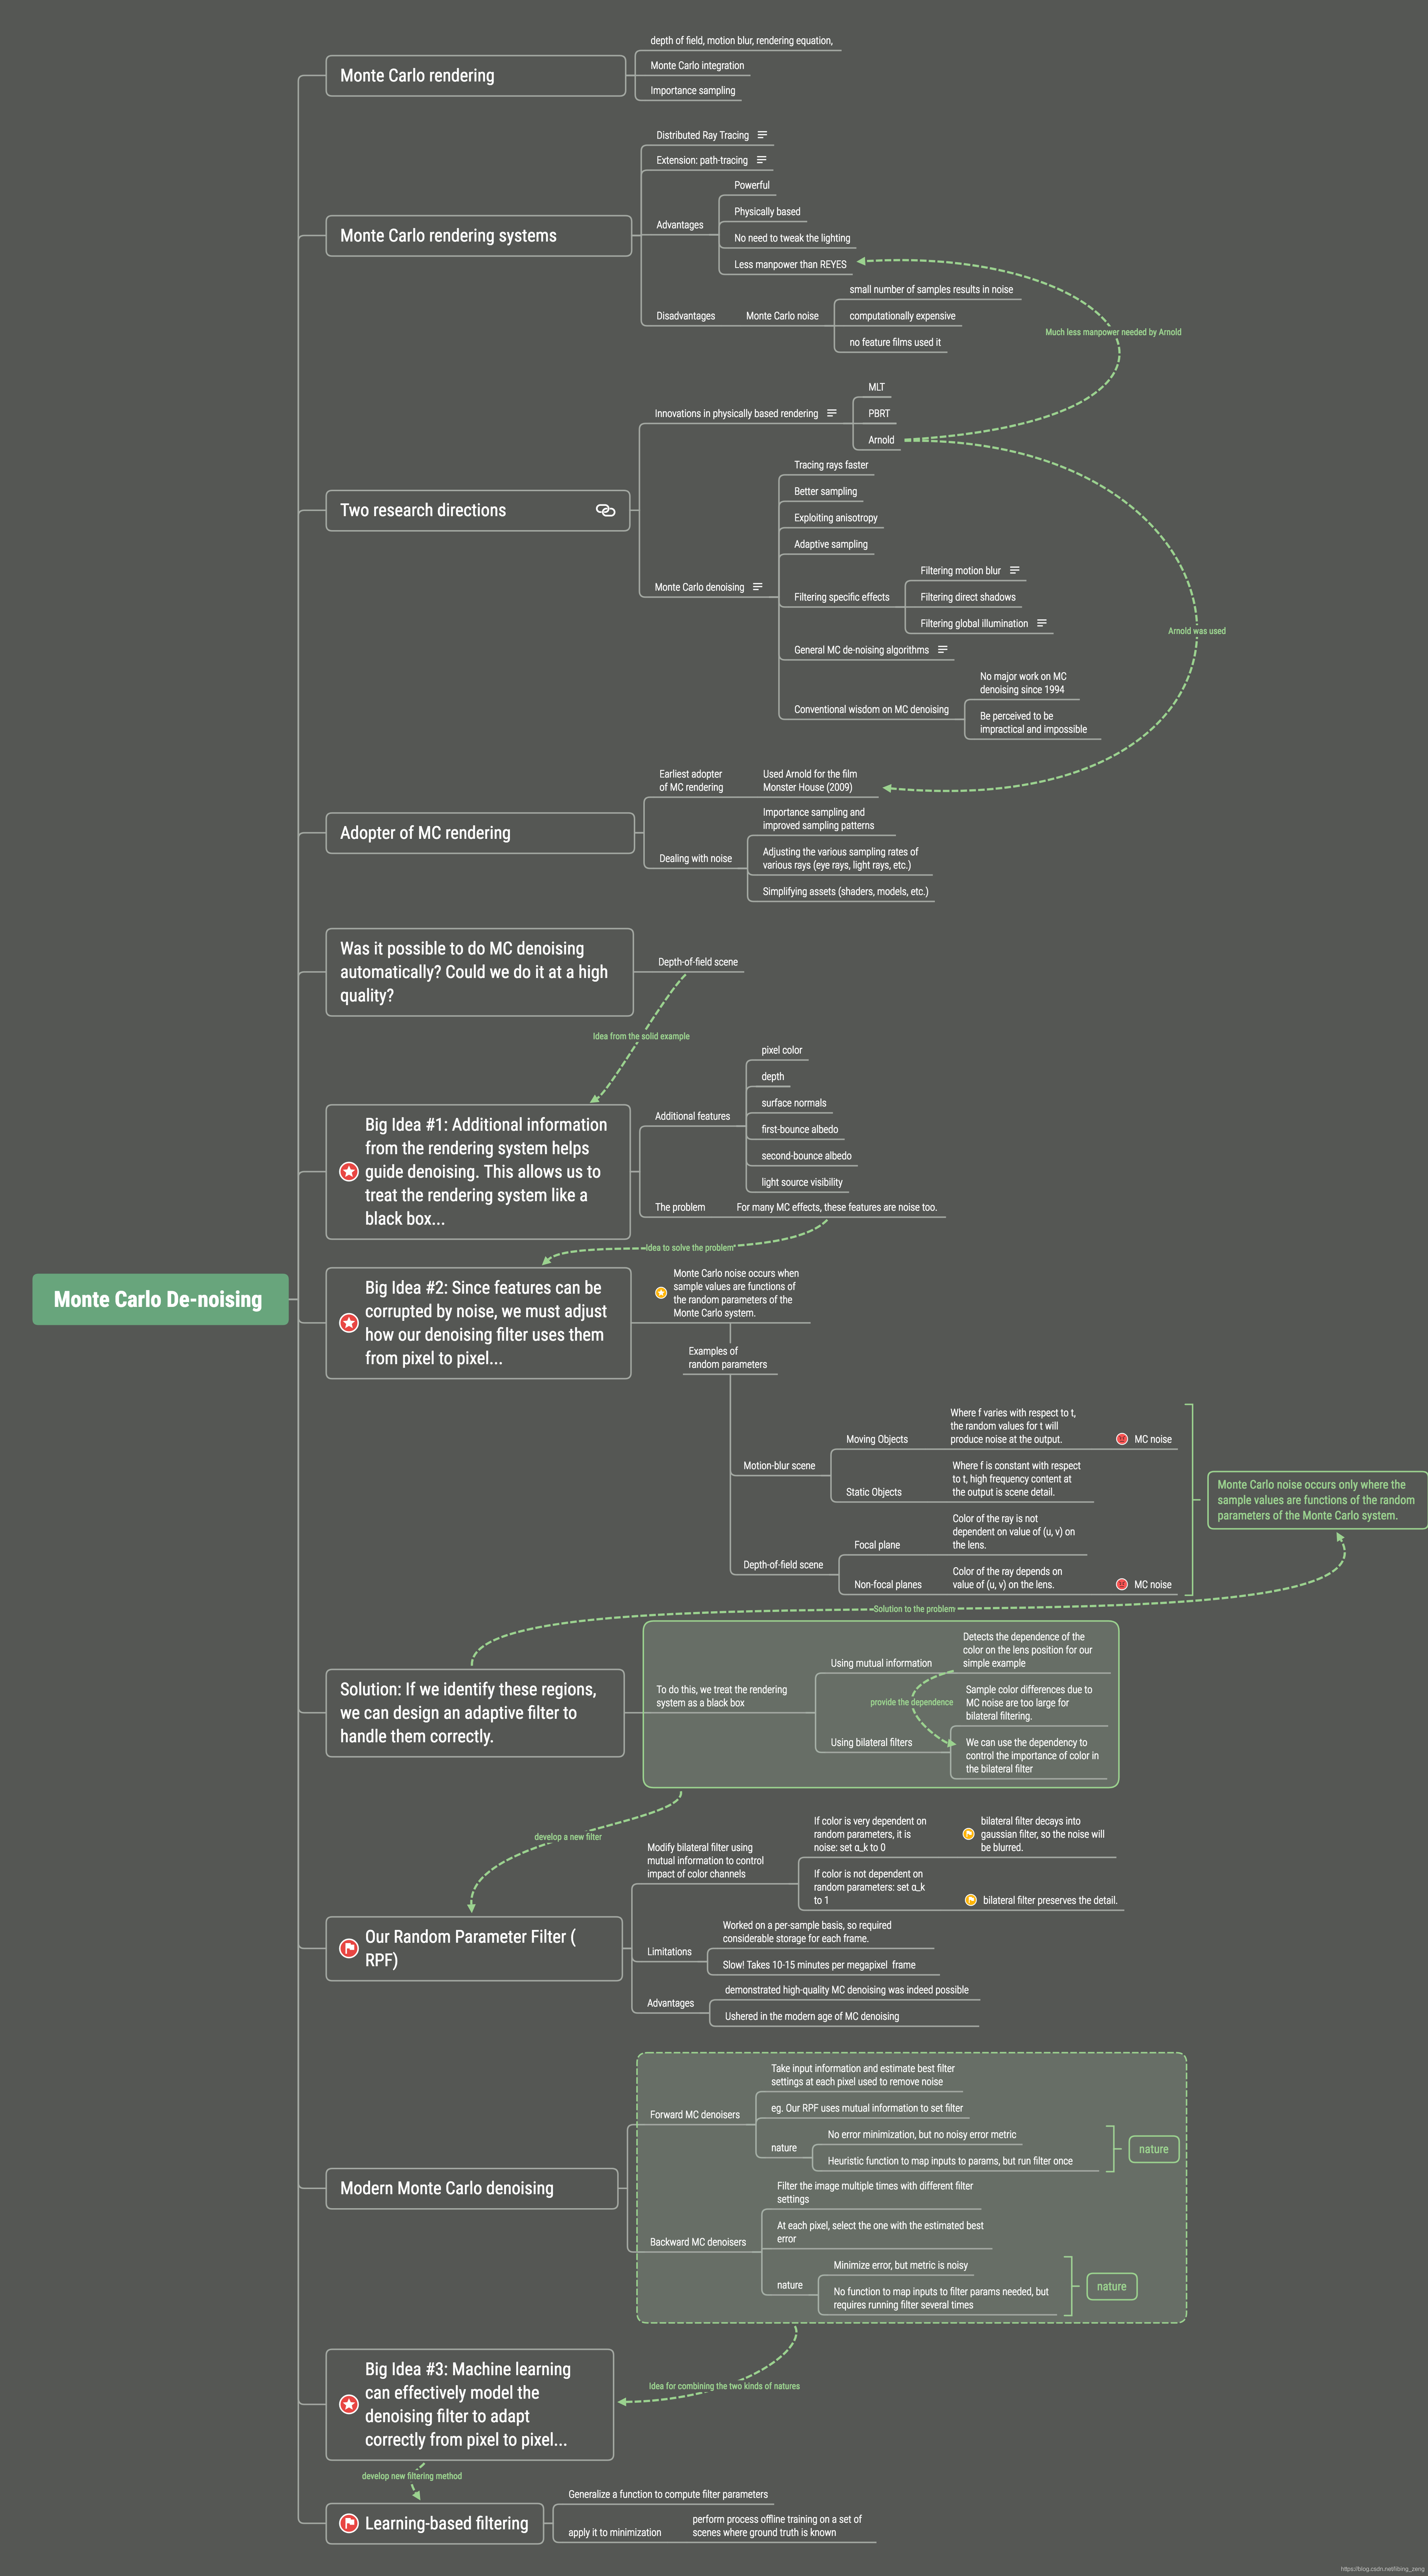 depth of field, motion blur, rendering equation,
Monte Carlo rendering
Monte Carlo integration
Importance sampling
Distributed Ray Tracing
Extension: path-tracing
Powerful
Physically based
Advantages
Monte Carlo rendering systems
No need to tweak the lighting
Less manpower than REYES
small number of samples results in noise
Disadvantages
Monte Carlo noise
computationally expensive
Much less manpower needed by Arnold
no feature films used it
MLT
Innovations in physically based rendering
PBRT
Arnold
Tracing rays faster
Better sampling
Two research directions
Exploiting anisotropy
Adaptive sampling
Filtering motion blur
Monte Carlo denoising
Filtering specific effects
Filtering direct shadows
Filtering global illumination
Arnold was used
General MC de-noising algorithms
No major work on MC
denoising since 1994
Conventional wisdom on MC denoising
Be perceived to be
impractical and impossible
Earliest adopter
of MC rendering
Used Arnold for the film
Monster House (2009)
Adopter of MC rendering
Importance sampling and
improved sampling patterns
Dealing with noise
Adjusting the various sampling rates of
various rays (eye rays, light rays, etc.)
Simplifying assets (shaders, models, etc.)
Was it possible to do MC denoising
automatically? Could we do it at a high
quality?
Depth-of-field scene
Idea from the solid example
pixel color
depth
surface normals
Additional features
first-bounce albedo
second-bounce albedo
light source visibility
Big Idea #1: Additional information
from the rendering system helps
guide denoising. This allows us to
treat the rendering system like a
black box...
The problem
For many MC effects, these features are noise too.
Idea to solve the problem
Monte Carlo De-noising
Big Idea #2: Since features can be
corrupted by noise, we must adjust
how our denoising filter uses them
from pixel to pixel...
Monte Carlo noise occurs when
sample values are functions of
the random parameters of the
Monte Carlo system.
Examples of
random parameters
Where f varies with respect to t,
the random values for t will
produce noise at the output.
Moving Objects
MC noise
Motion-blur scene
Where f is constant with respect
to t, high frequency content at
the output is scene detail.
Static Objects
Monte Carlo noise occurs only where the
sample values are functions of the random
parameters of the Monte Carlo system.
Color of the ray is not
dependent on value of (u, v) on
the lens.
Focal plane
Depth-of-field scene
Color of the ray depends on
value of (u, v) on the lens.
Non-focal planes
MC noise
Solution to the problem
Solution: If we identify these regions,
we can design an adaptive filter to
handle them correctly.
To do this, we treat the rendering
system as a black box
Using mutual information
Detects the dependence of the
color on the lens position for our
simple example
provide the dependence
Sample color differences due to
MC noise are too large for
bilateral filtering.
Using bilateral filters
We can use the dependency to
control the importance of color in
the bilateral filter
develop a new filter
Modify bilateral filter using
mutual information to control
impact of color channels
If color is very dependent on
random parameters, it is
noise: set α_k to 0
bilateral filter decays into
gaussian filter, so the noise will
be blurred.
If color is not dependent on
random parameters: set α_k
to 1
bilateral filter preserves the detail.
Our Random Parameter Filter (
RPF)
Limitations
Worked on a per-sample basis, so required
considerable storage for each frame.
Slow! Takes 10-15 minutes per megapixel frame
Advantages
demonstrated high-quality MC denoising was indeed possible
Ushered in the modern age of MC denoising
Take input information and estimate best filter
settings at each pixel used to remove noise
Forward MC denoisers
eg. Our RPF uses mutual information to set filter
nature
No error minimization, but no noisy error metric
Heuristic function to map inputs to params, but run filter once
nature
Modern Monte Carlo denoising
Filter the image multiple times with different filter
settings
Backward MC denoisers
At each pixel, select the one with the estimated best
error
nature
Minimize error, but metric is noisy
No function to map inputs to filter params needed, but
requires running filter several times
nature
Idea for combining the two kinds of natures
Big Idea #3: Machine learning
can effectively model the
denoising filter to adapt
correctly from pixel to pixel...
develop new filtering method
Learning-based filtering
Generalize a function to compute filter parameters
apply it to minimization
perform process offline training on a set of
scenes where ground truth is known